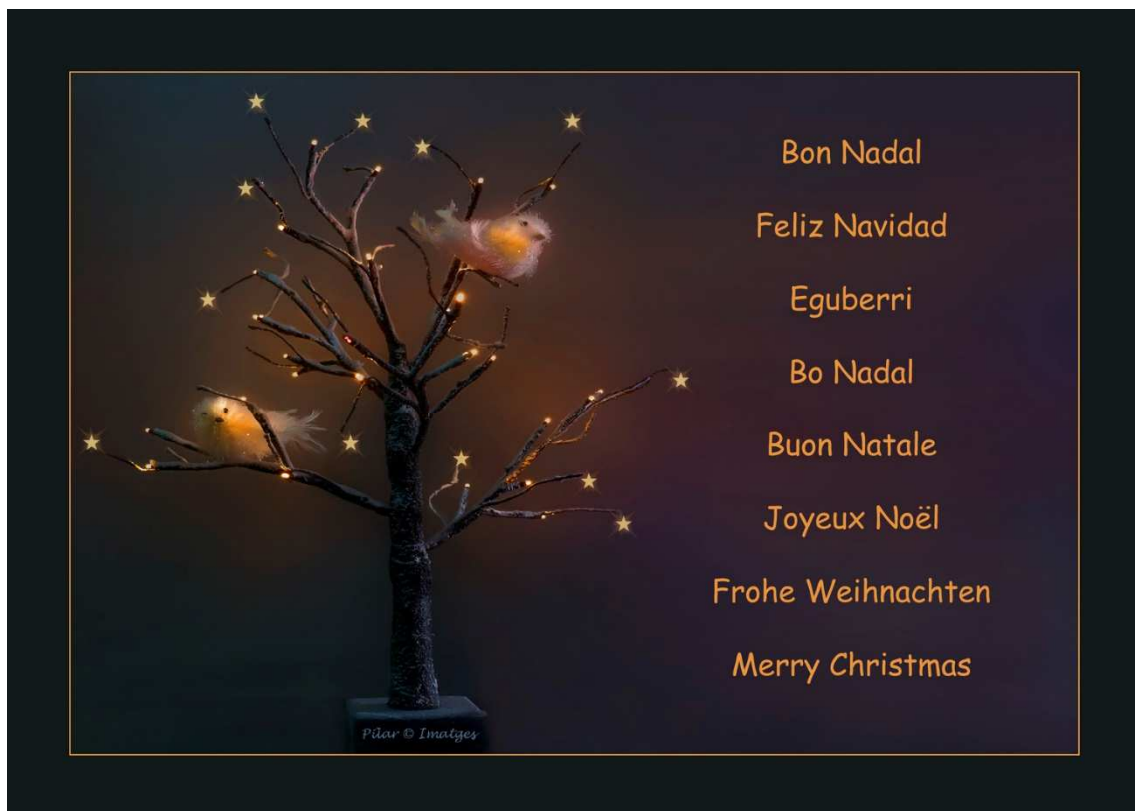 Bon Nadal
Feliz Navidad
Eguberri
Bo Nadal
Buon Natale
Joyeux Noël
Frohe Weihnachten
Merry Christmas
Pilar © Imatges